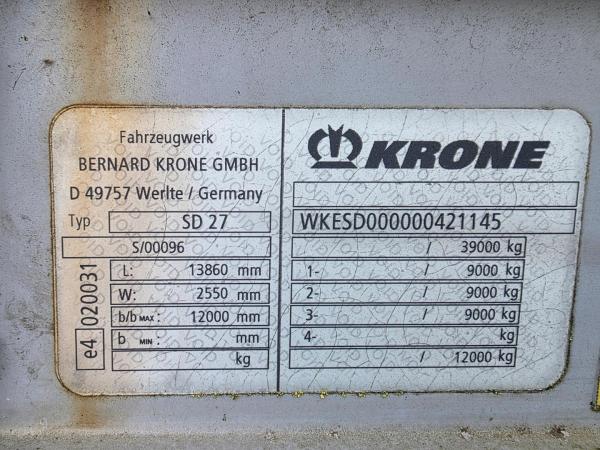 Fahrzeugwerk
BERNARD KRONE GMBH
D 49757 Werlte / Germany
Typ SD 27
S/00096
L: 13860 mm
W: 2550 mm
b/b MAX: 12000 mm
b MIN: mm
kg
e4 020031
KRONE
WKESD000000421145
/ 39000 kg
1- / 9000 kg
2- / 9000 kg
3- / 9000 kg
4- kg
/ 12000 kg